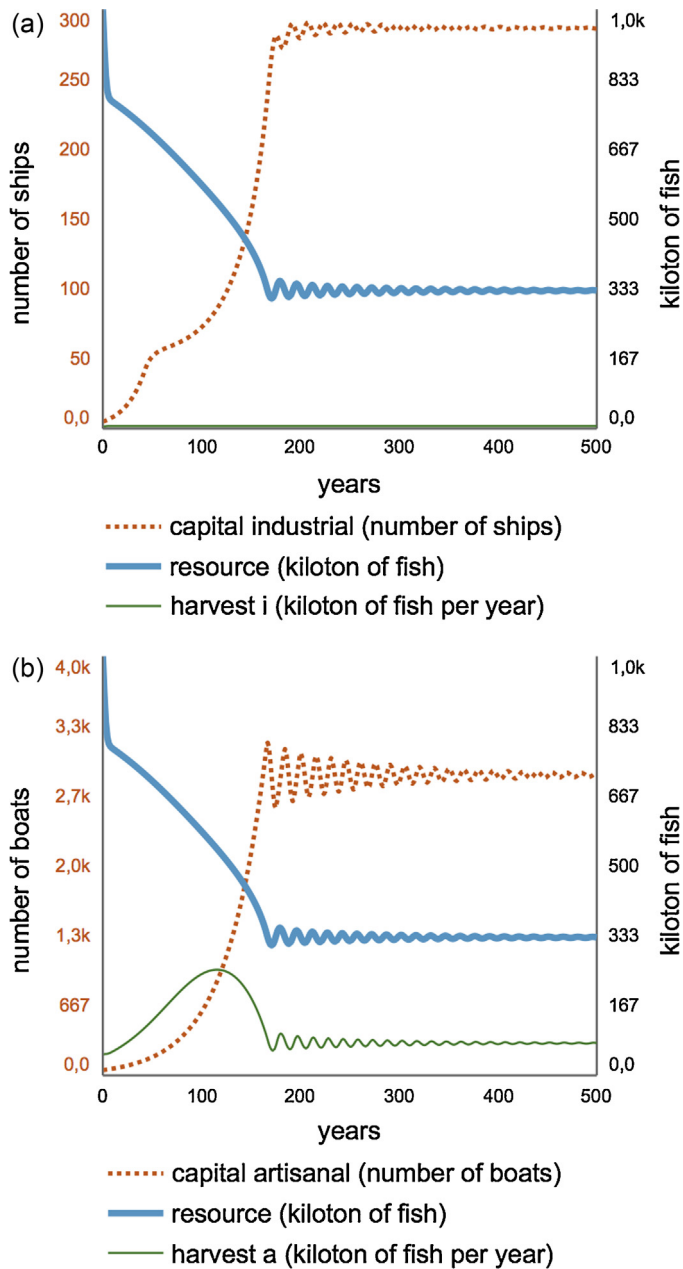 (a)
300
250
200
150
100
50
0,0
number of ships
1,0k
833
667
500
333
167
0,0
kiloton of fish
0 100 200 300 400 500
years
capital industrial (number of ships)
resource (kiloton of fish)
harvest i (kiloton of fish per year)
(b)
4,0k
3,3k
2,7k
2,0k
1,3k
667
0,0
number of boats
1,0k
833
667
500
333
167
0,0
kiloton of fish
0 100 200 300 400 500
years
capital artisanal (number of boats)
resource (kiloton of fish)
harvest a (kiloton of fish per year)